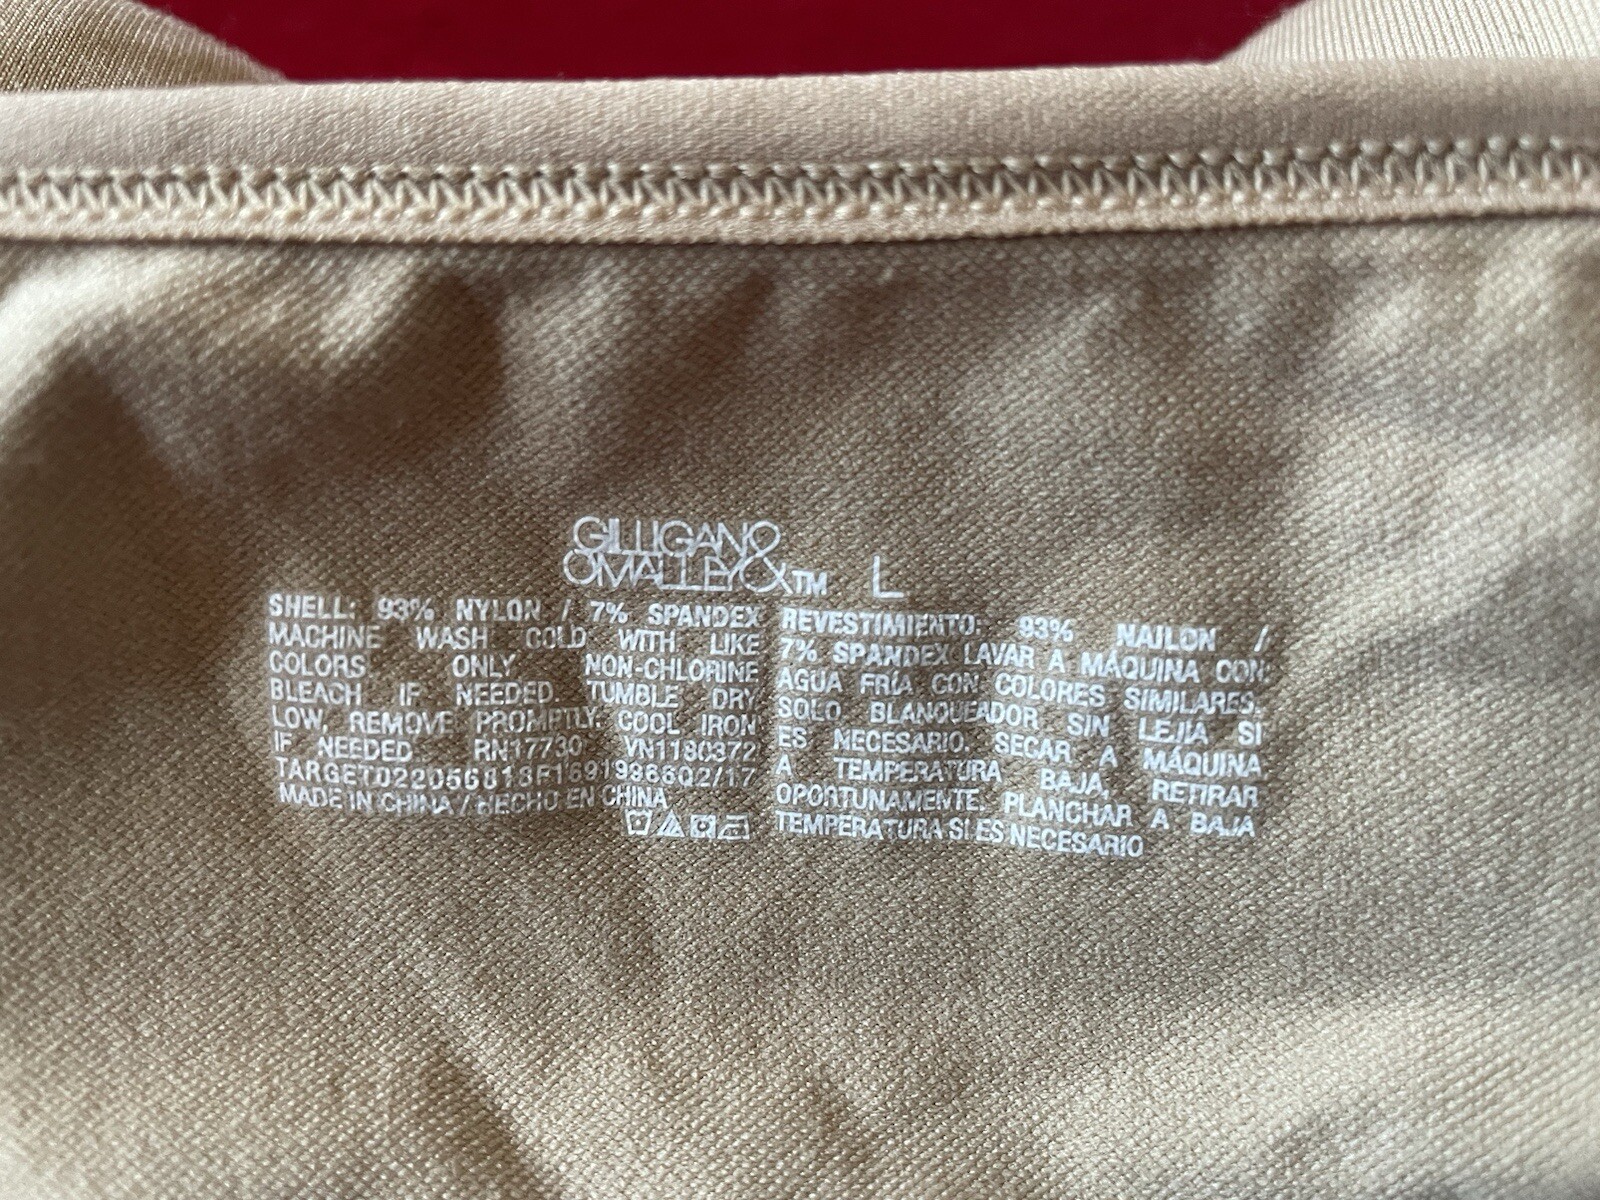 GILLIGAN &
OMALLEY & TM L
SHELL: 93% NYLON / 7% SPANDEX
MACHINE WASH COLD WITH LIKE
COLORS ONLY NON-CHLORINE
BLEACH IF NEEDED. TUMBLE DRY
LOW, REMOVE PROMPTLY. COOL IRON
IF NEEDED RN17730 VN1180372
MADE IN CHINA / HECHO EN CHINA
REVESTIMIENTO: 93% NAILON /
7% SPANDEX LAVAR A MÁQUINA CON
AGUA FRÍA CON COLORES SIMILARES.
SOLO BLANQUEADOR SIN LEJIA SI
ES NECESARIO. SECAR A MÁQUINA
A TEMPERATURA BAJA, RETIRAR
OPORTUNAMENTE. PLANCHAR A BAJA
TEMPERATURA SI ES NECESARIO